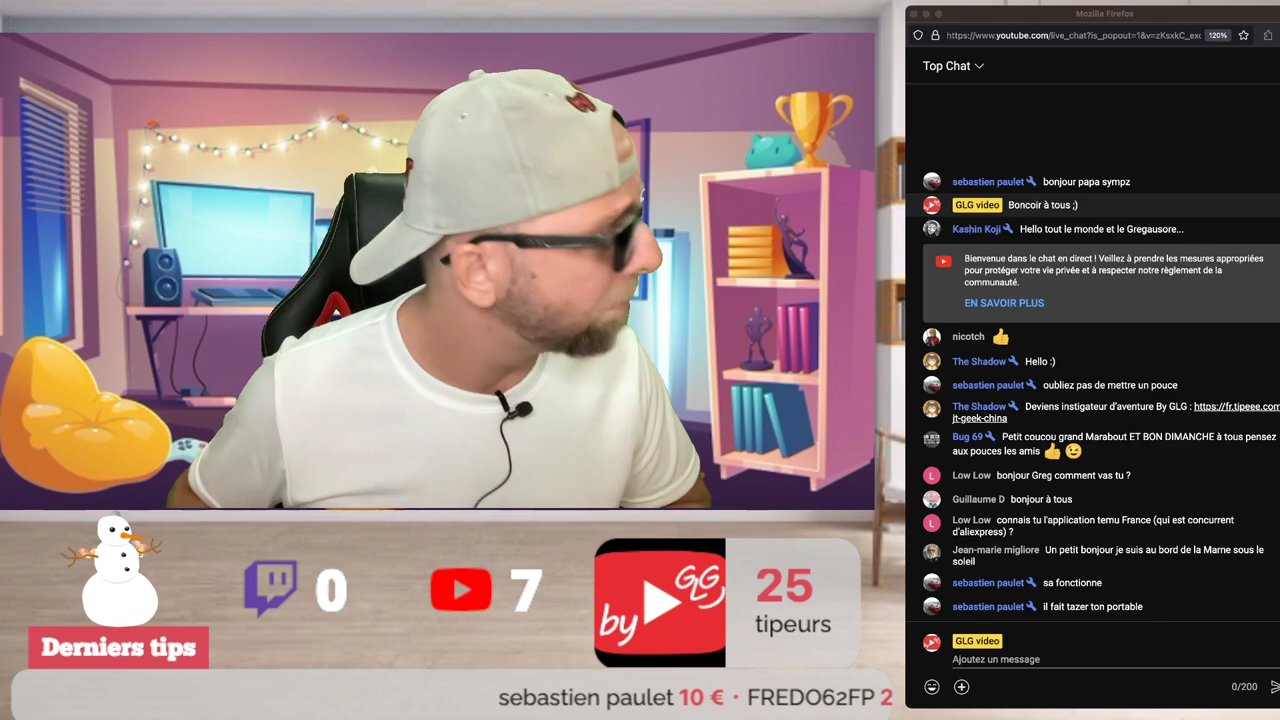 Mozilla Firefox
https://www.youtube.com/live_chat?is_popout=1&v=zKsxkC_exc
120%
Top Chat
sebastien paulet bonjour papa sympz
GLG video Boncoir à tous ;)
Kashin Koji Hello tout le monde et le Gregausore...
Bienvenue dans le chat en direct ! Veillez à prendre les mesures appropriées
pour protéger votre vie privée et à respecter notre règlement de la
communauté.
EN SAVOIR PLUS
nicotch
The Shadow Hello :)
sebastien paulet oubliez pas de mettre un pouce
The Shadow Deviens instigateur d'aventure By GLG : https://fr.tipeee.com
jt-geek-china
Bug 69 Petit coucou grand Marabout ET BON DIMANCHE à tous pensez
aux pouces les amis
L Low Low bonjour Greg comment vas tu ?
Guillaume D bonjour à tous
L Low Low connais tu l'application temu France (qui est concurrent
d'aliexpress) ?
Jean-marie migliore Un petit bonjour je suis au bord de la Marne sous le
soleil
sebastien paulet sa fonctionne
sebastien paulet il fait tazer ton portable
GLG video
Ajoutez un message
0/200
0
7
by GLG
25
tipeurs
Derniers tips
sebastien paulet 10 € · FREDO62FP 2